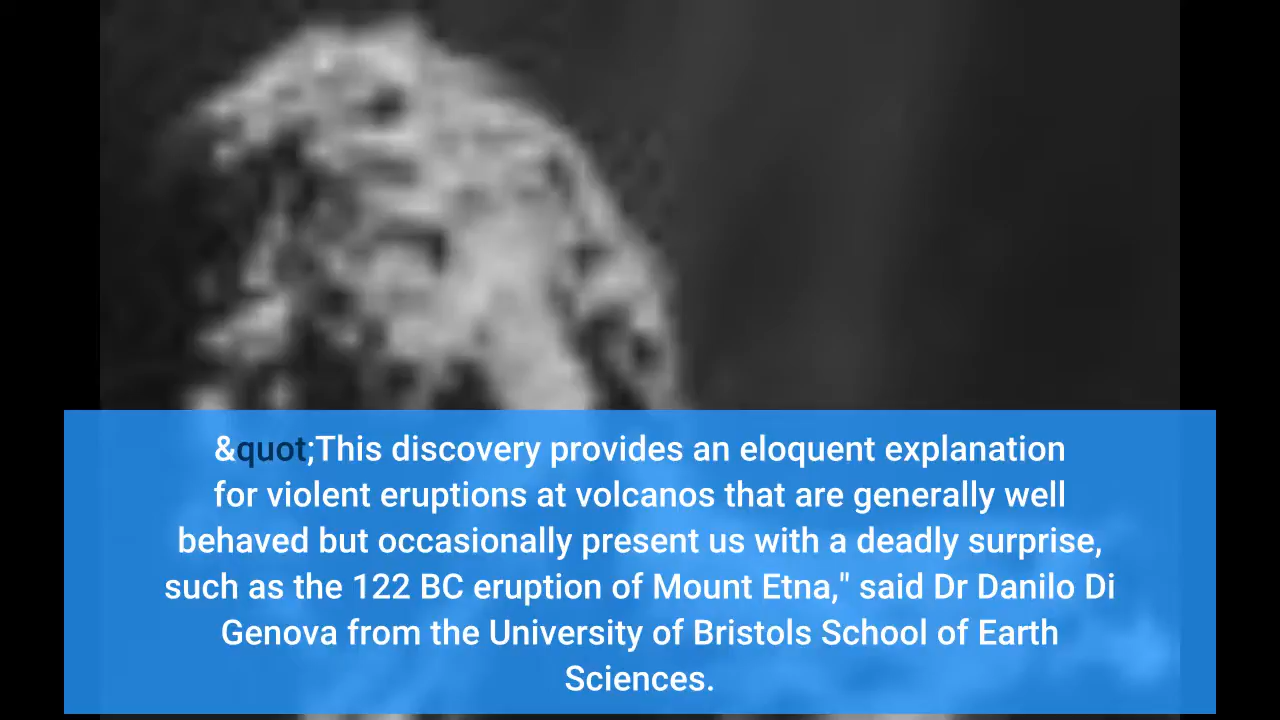 &quot;This discovery provides an eloquent explanation
for violent eruptions at volcanos that are generally well
behaved but occasionally present us with a deadly surprise,
such as the 122 BC eruption of Mount Etna," said Dr Danilo Di
Genova from the University of Bristols School of Earth
Sciences.